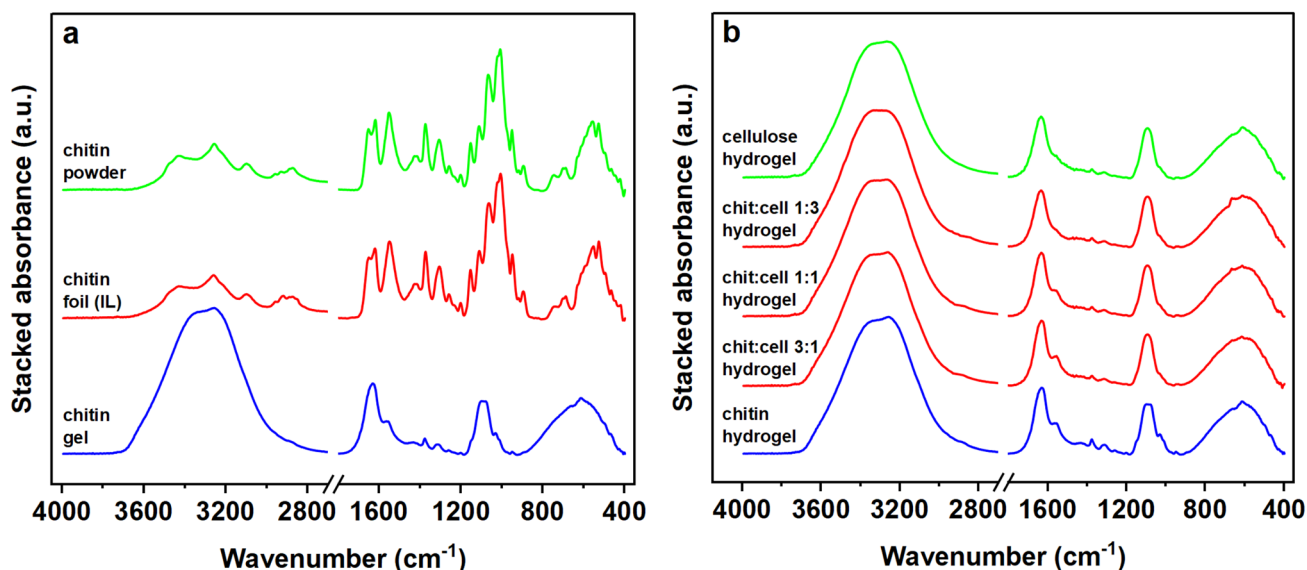 a
Stacked absorbance (a.u.)
chitin
powder
chitin
foil (IL)
chitin
gel
4000 3600 3200 2800 1600 1200 800 400
Wavenumber (cm-1)
b
Stacked absorbance (a.u.)
cellulose
hydrogel
chit:cell 1:3
hydrogel
chit:cell 1:1
hydrogel
chit:cell 3:1
hydrogel
chitin
hydrogel
4000 3600 3200 2800 1600 1200 800 400
Wavenumber (cm-1)